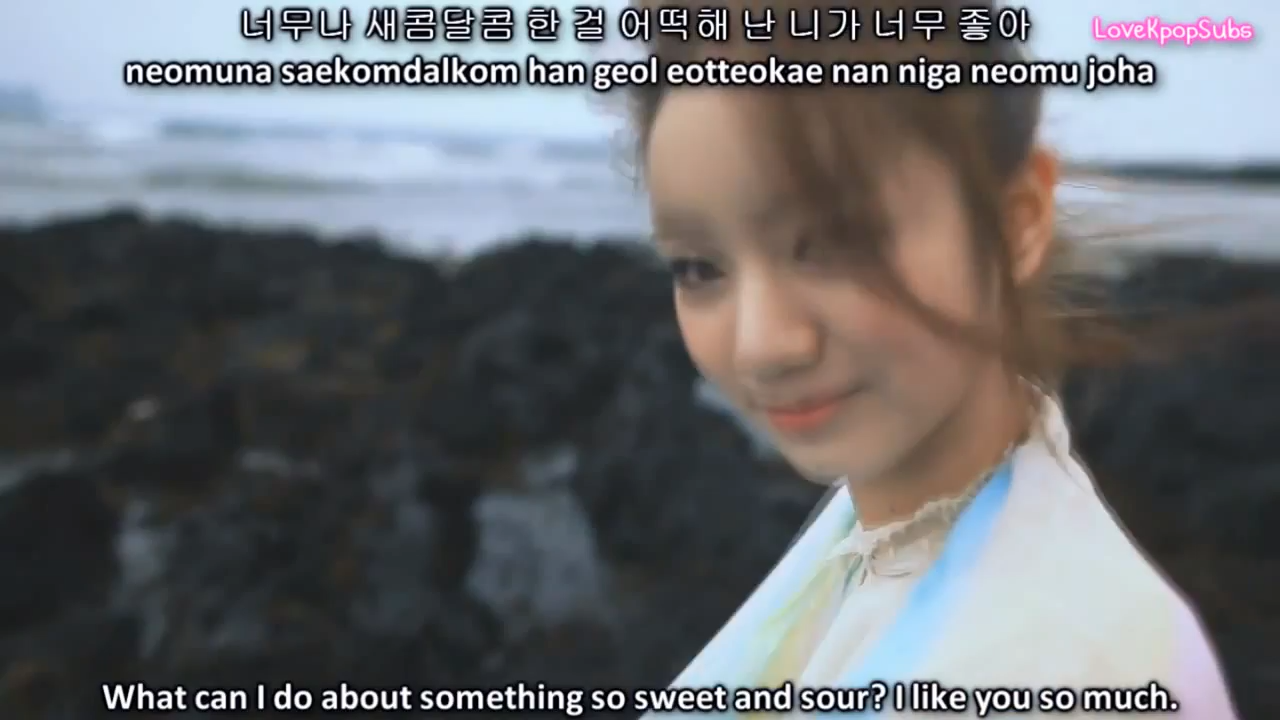 너무나 새콤달콤 한 걸 어떡해 난 니가 너무 좋아
LoveKpopSubs
neomuna saekomdalkom han geol eotteokae nan niga neomu joha
What can I do about something so sweet and sour? I like you so much.